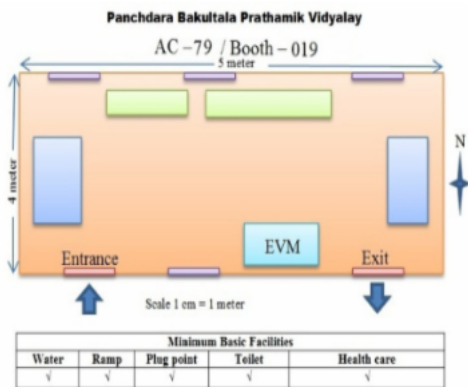 Panchdara Bakultala Prathamik Vidyalay
AC –79 / Booth –019
5 meter
4 meter
N
Entrance
EVM
Exit
Scale 1 cm = 1 meter
Minimum Basic Facilities
Water Ramp Plug point Toilet Health care
√ √ √ √ √